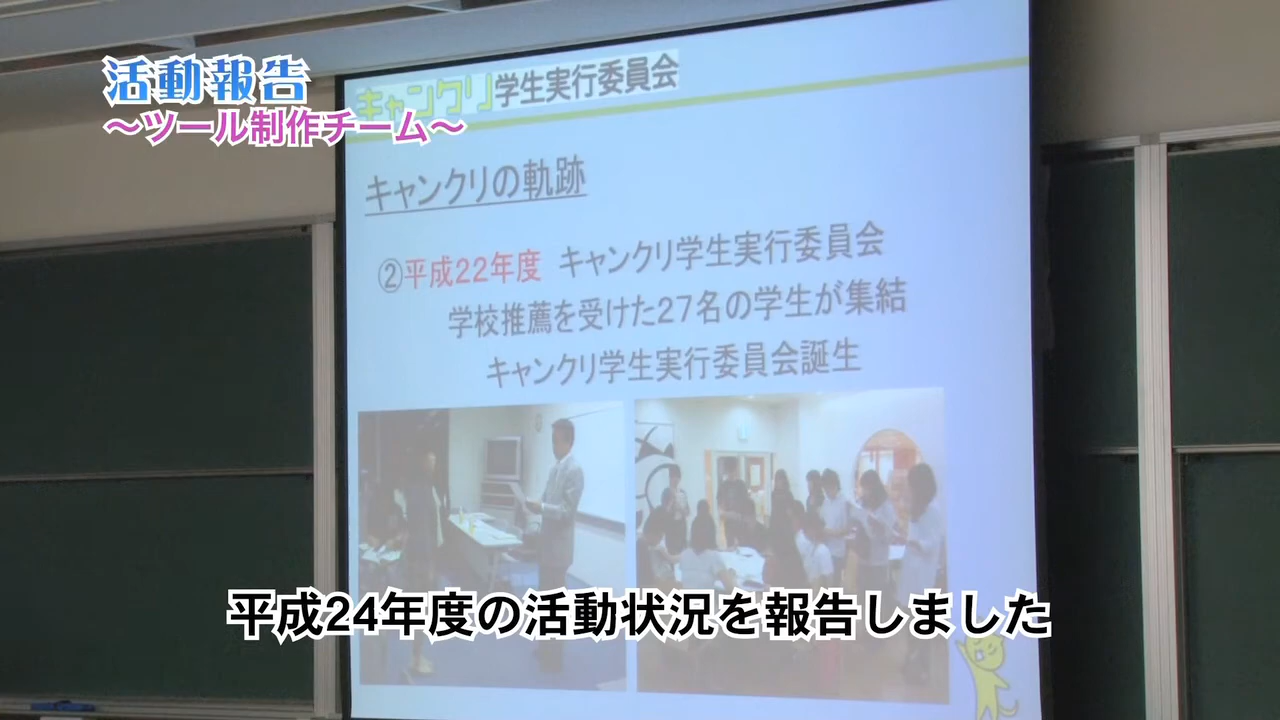 活動報告
～ツール制作チーム～
キャンクリ学生実行委員会
キャンクリの軌跡
②平成22年度 キャンクリ学生実行委員会
学校推薦を受けた27名の学生が集結
キャンクリ学生実行委員会誕生
平成24年度の活動状況を報告しました